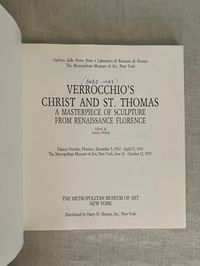 Opificio delle Pietre Dure e Laboratori di Restauro di Firenze
The Metropolitan Museum of Art, New York
VERROCCHIO'S
CHRIST AND ST. THOMAS
A MASTERPIECE OF SCULPTURE
FROM RENAISSANCE FLORENCE
Edited by
Loretta Dolcini
Palazzo Vecchio, Florence, December 5, 1992 - April 17, 1993
The Metropolitan Museum of Art, New York, June 16 - October 17, 1993
THE METROPOLITAN MUSEUM OF ART
NEW YORK
Distributed by Harry N. Abrams, Inc., New York